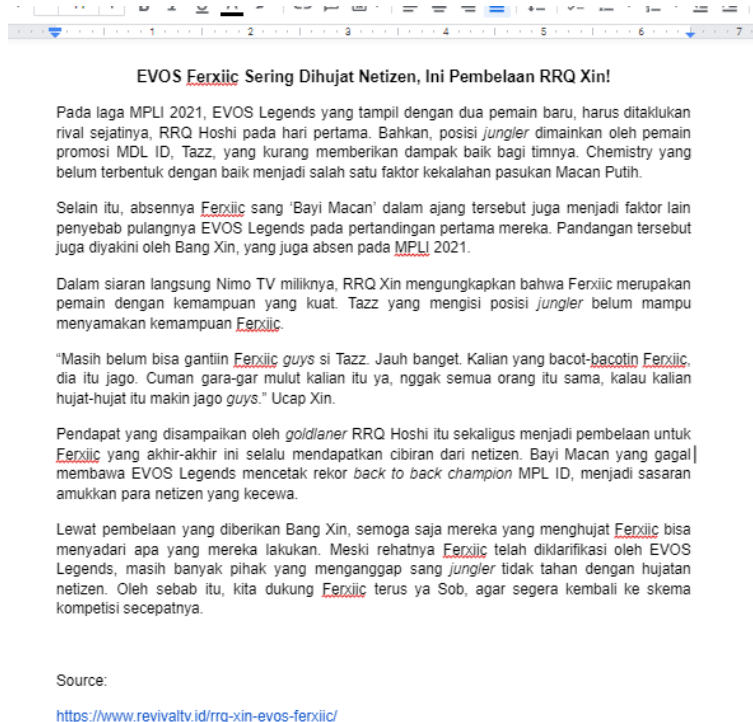 1 2 3 4 5 6 7
EVOS Ferxiic Sering Dihujat Netizen, Ini Pembelaan RRQ Xin!
Pada laga MPLI 2021, EVOS Legends yang tampil dengan dua pemain baru, harus ditaklukan
rival sejatinya, RRQ Hoshi pada hari pertama. Bahkan, posisi jungler dimainkan oleh pemain
promosi MDL ID, Tazz, yang kurang memberikan dampak baik bagi timnya. Chemistry yang
belum terbentuk dengan baik menjadi salah satu faktor kekalahan pasukan Macan Putih.
Selain itu, absennya Ferxiic sang ‘Bayi Macan’ dalam ajang tersebut juga menjadi faktor lain
penyebab pulangnya EVOS Legends pada pertandingan pertama mereka. Pandangan tersebut
juga diyakini oleh Bang Xin, yang juga absen pada MPLI 2021.
Dalam siaran langsung Nimo TV miliknya, RRQ Xin mengungkapkan bahwa Ferxiic merupakan
pemain dengan kemampuan yang kuat. Tazz yang mengisi posisi jungler belum mampu
menyamakan kemampuan Ferxiic.
“Masih belum bisa gantiin Ferxiic guys si Tazz. Jauh banget. Kalian yang bacot-bacotin Ferxiic,
dia itu jago. Cuman gara-gar mulut kalian itu ya, nggak semua orang itu sama, kalau kalian
hujat-hujat itu makin jago guys.” Ucap Xin.
Pendapat yang disampaikan oleh goldlaner RRQ Hoshi itu sekaligus menjadi pembelaan untuk
Ferxiic yang akhir-akhir ini selalu mendapatkan cibiran dari netizen. Bayi Macan yang gagal
membawa EVOS Legends mencetak rekor back to back champion MPL ID, menjadi sasaran
amukkan para netizen yang kecewa.
Lewat pembelaan yang diberikan Bang Xin, semoga saja mereka yang menghujat Ferxiic bisa
menyadari apa yang mereka lakukan. Meski rehatnya Ferxiic telah diklarifikasi oleh EVOS
Legends, masih banyak pihak yang menganggap sang jungler tidak tahan dengan hujatan
netizen. Oleh sebab itu, kita dukung Ferxiic terus ya Sob, agar segera kembali ke skema
kompetisi secepatnya.
Source:
https://www.revivaltv.id/rrq-xin-evos-ferxiic/